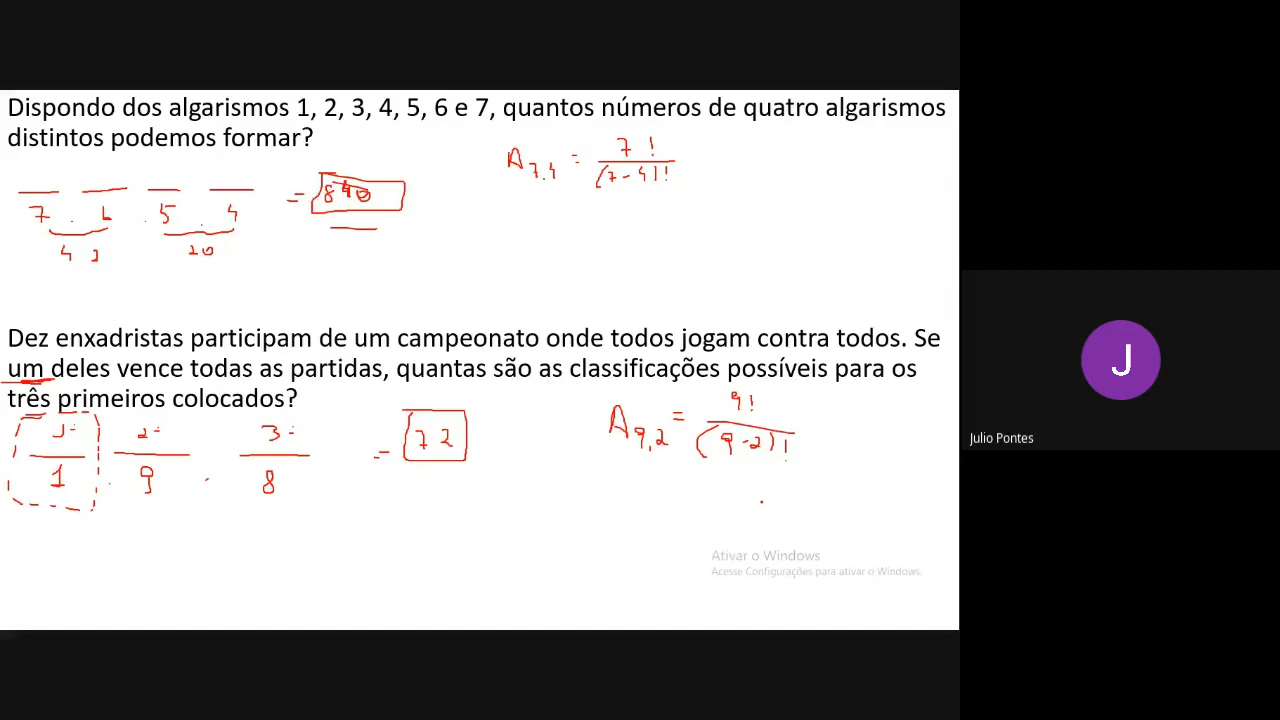 Dispondo dos algarismos 1, 2, 3, 4, 5, 6 e 7, quantos números de quatro algarismos
distintos podemos formar?
A7,4 = 7!
(7-4)!
= 840
7 . 6 . 5 . 4
42 20
Dez enxadristas participam de um campeonato onde todos jogam contra todos. Se
um deles vence todas as partidas, quantas são as classificações possíveis para os
três primeiros colocados?
A9,2 = 9!
(9-2)!
1º 2º 3º
= 72
1 . 9 . 8
Julio Pontes
J
Ativar o Windows
Acesse Configurações para ativar o Windows.